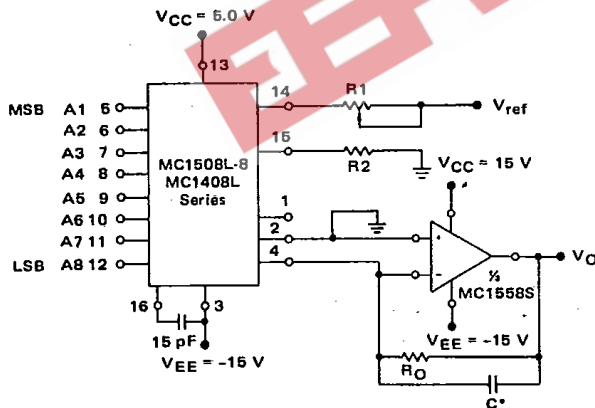 VCC = 5.0 V
13
MSB A1 5
A2 6
A3 7
A4 8
A5 9
A6 10
A7 11
LSB A8 12
MC1508L-8
MC1408L
Series
14
R1
Vref
15
R2
1
2
4
VCC = 15 V
VO
½
MC1558S
VEE = -15 V
RO
C*
16
3
15 pF
VEE = -15 V